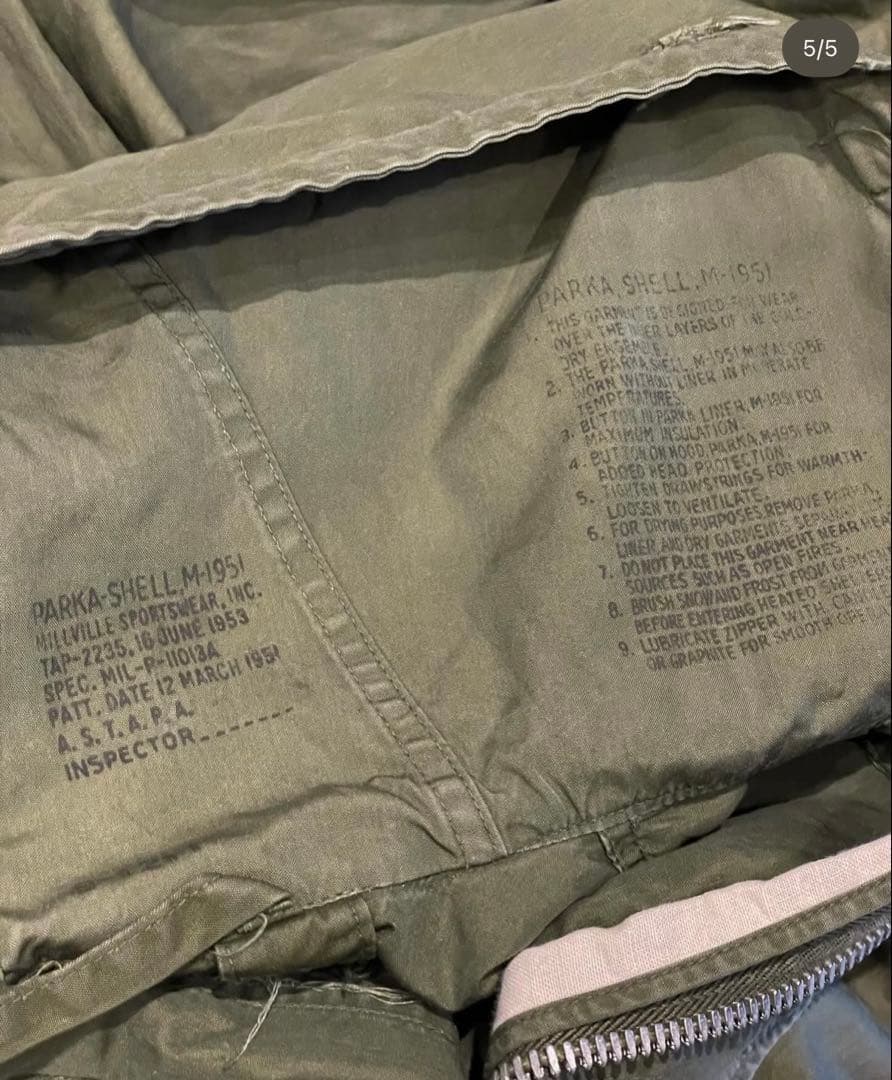 5/5
PARKA-SHELL, M-1951
MILLVILLE SPORTSWEAR, INC.
TAP-2235, 16 JUNE 1953
SPEC. MIL-P-11013A
PATT. DATE 12 MARCH 1951
A. S. T. A. P. A.
INSPECTOR--------
PARKA, SHELL, M-1951
THIS GARMENT IS DESIGNED FOR WEAR
OVER THE INNER LAYERS OF THE COLD-
DRY ENSEMBLE.
2. THE PARKA SHELL, M-1951 MAY ALSO BE
WORN WITHOUT LINER IN MODERATE
TEMPERATURES.
3. BUTTON IN PARKA LINER, M-1951 FOR
MAXIMUM INSULATION.
4. BUTTON ON HOOD, PARKA, M-1951 FOR
ADDED HEAD PROTECTION.
5. TIGHTEN DRAWSTRINGS FOR WARMTH-
LOOSEN TO VENTILATE.
6. FOR DRYING PURPOSES, REMOVE PARKA,
LINER AND DRY GARMENTS
7. DO NOT PLACE THIS GARMENT NEAR HEA
SOURCES SUCH AS OPEN FIRES.
8. BRUSH SNOW AND FROST FROM GARMEN
BEFORE ENTERING HEATED SHELTER
9. LUBRICATE ZIPPER WITH CANDLE
OR GRAPHITE FOR SMOOTH